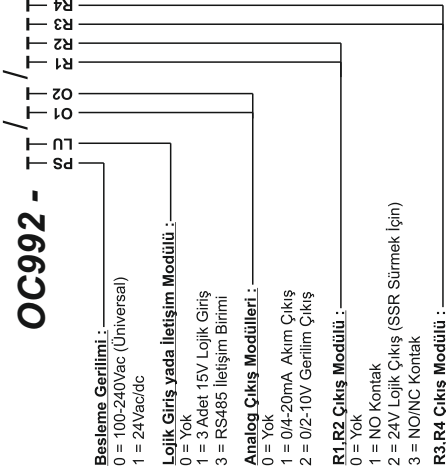 OC992 -
PS LU / O1 O2 / R1 R2 R3 R4
Besleme Gerilimi :
0 = 100-240Vac (Üniversal)
1 = 24Vac/dc
Lojik Giriş yada İletişim Modülü :
0 = Yok
1 = 3 Adet 15V Lojik Giriş
3 = RS485 İletişim Birimi
Analog Çıkış Modülleri :
0 = Yok
1 = 0/4-20mA Akım Çıkış
2 = 0/2-10V Gerilim Çıkış
R1,R2 Çıkış Modülü :
0 = Yok
1 = NO Kontak
2 = 24V Lojik Çıkış (SSR Sürmek İçin)
3 = NO/NC Kontak
R3,R4 Çıkış Modülü :